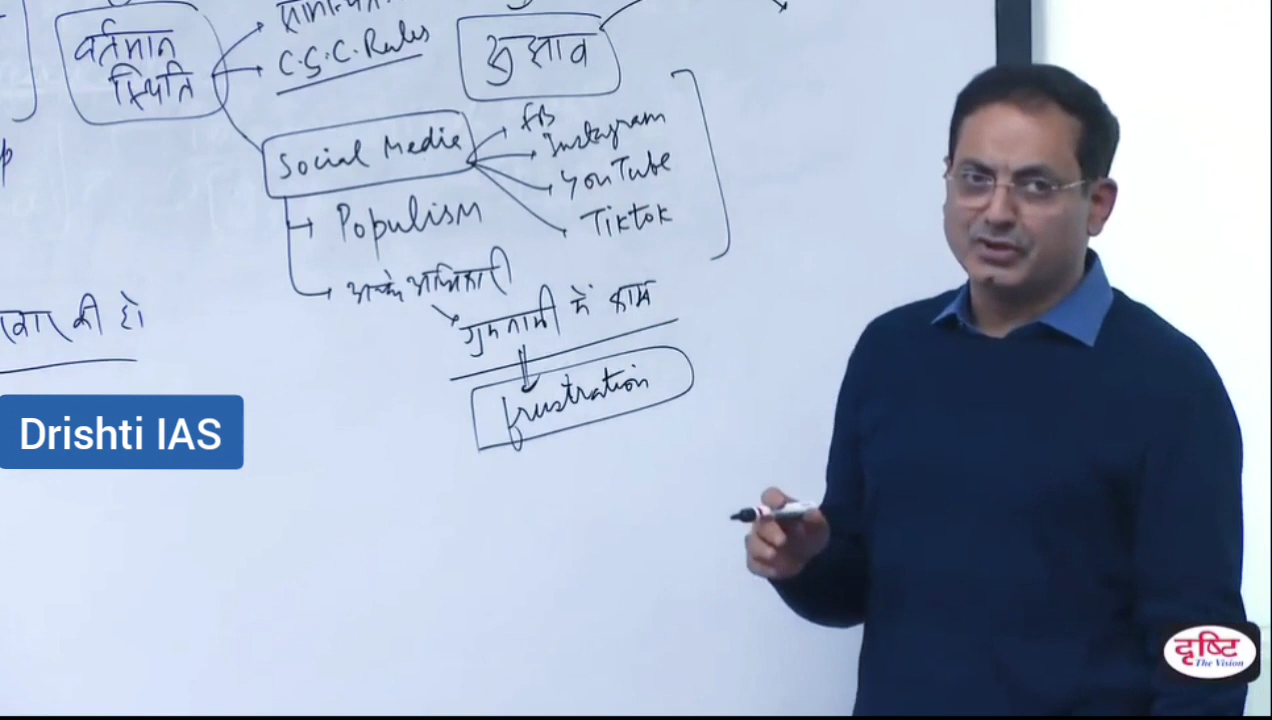 वर्तमान
स्थिति
C.S.C. Rules
सुझाव
Social Media
FB
Instagram
YouTube
Tiktok
Populism
अच्छे अधिकारी
गुमनामी में काम
frustration
की हो
Drishti IAS
दृष्टि
The Vision